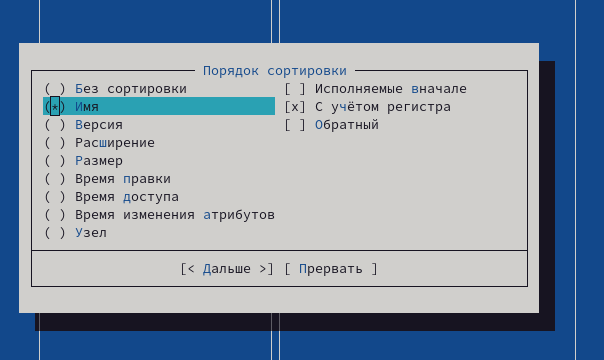 Порядок сортировки
( ) Без сортировки [ ] Исполняемые вначале
(*) Имя [x] С учётом регистра
( ) Версия [ ] Обратный
( ) Расширение
( ) Размер
( ) Время правки
( ) Время доступа
( ) Время изменения атрибутов
( ) Узел
[< Дальше >] [ Прервать ]